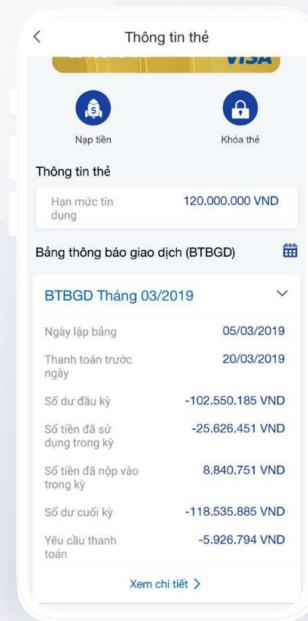 Thông tin thẻ
VISA
Nạp tiền
Khóa thẻ
Thông tin thẻ
Hạn mức tín
dụng
120.000.000 VND
Bảng thông báo giao dịch (BTBGD)
BTBGD Tháng 03/2019
Ngày lập bảng
05/03/2019
Thanh toán trước
ngày
20/03/2019
Số dư đầu kỳ
-102.550.185 VND
Số tiền đã sử
dụng trong kỳ
-25.626.451 VND
Số tiền đã nộp vào
trong kỳ
8.840.751 VND
Số dư cuối kỳ
-118.535.885 VND
Yêu cầu thanh
toán
-5.926.794 VND
Xem chi tiết